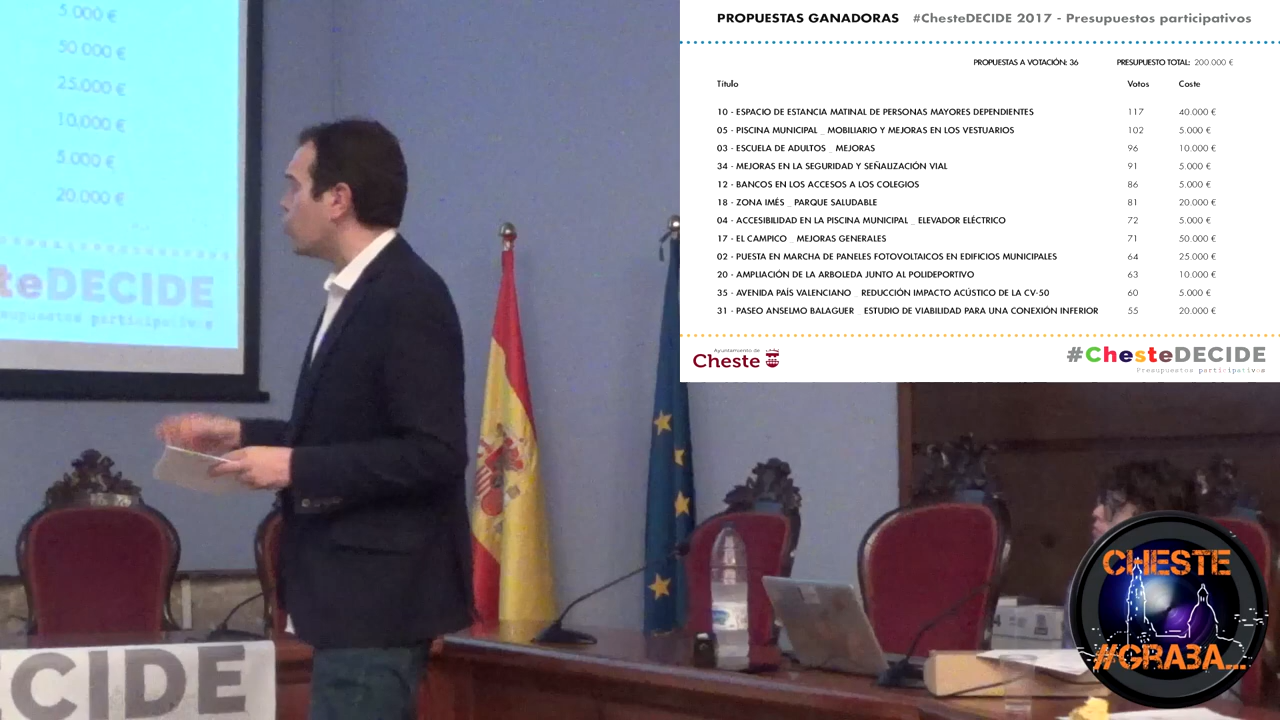 5 000 €
50 000 €
25.000 €
10,000 €
5.000 €
20.000 €
teDECIDE
participativos
ECIDE
PROPUESTAS GANADORAS #ChesteDECIDE 2017 - Presupuestos participativos
PROPUESTAS A VOTACIÓN: 36 PRESUPUESTO TOTAL: 200.000 €
Título Votos Coste
10 - ESPACIO DE ESTANCIA MATINAL DE PERSONAS MAYORES DEPENDIENTES 117 40.000 €
05 - PISCINA MUNICIPAL _ MOBILIARIO Y MEJORAS EN LOS VESTUARIOS 102 5.000 €
03 - ESCUELA DE ADULTOS _ MEJORAS 96 10.000 €
34 - MEJORAS EN LA SEGURIDAD Y SEÑALIZACIÓN VIAL 91 5.000 €
12 - BANCOS EN LOS ACCESOS A LOS COLEGIOS 86 5.000 €
18 - ZONA IMÉS _ PARQUE SALUDABLE 81 20.000 €
04 - ACCESIBILIDAD EN LA PISCINA MUNICIPAL _ ELEVADOR ELÉCTRICO 72 5.000 €
17 - EL CAMPICO _ MEJORAS GENERALES 71 50.000 €
02 - PUESTA EN MARCHA DE PANELES FOTOVOLTAICOS EN EDIFICIOS MUNICIPALES 64 25.000 €
20 - AMPLIACIÓN DE LA ARBOLEDA JUNTO AL POLIDEPORTIVO 63 10.000 €
35 - AVENIDA PAÍS VALENCIANO _ REDUCCIÓN IMPACTO ACÚSTICO DE LA CV-50 60 5.000 €
31 - PASEO ANSELMO BALAGUER _ ESTUDIO DE VIABILIDAD PARA UNA CONEXIÓN INFERIOR 55 20.000 €
Ayuntamiento de
Cheste
#ChesteDECIDE
Presupuestos participativos
CHESTE
#GRABA...